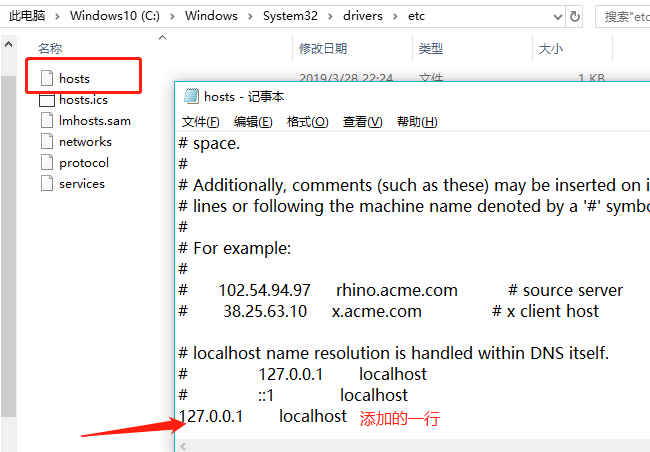 此电脑 > Windows10 (C:) > Windows > System32 > drivers > etc
搜索"etc
名称 修改日期 类型 大小
hosts 2019/3/28 22:24 文件 1 KB
hosts.ics
lmhosts.sam
networks
protocol
services
hosts - 记事本
文件(F) 编辑(E) 格式(O) 查看(V) 帮助(H)
# space.
#
# Additionally, comments (such as these) may be inserted on i
# lines or following the machine name denoted by a '#' symbo
#
# For example:
#
# 102.54.94.97 rhino.acme.com # source server
# 38.25.63.10 x.acme.com # x client host
# localhost name resolution is handled within DNS itself.
# 127.0.0.1 localhost
# ::1 localhost
127.0.0.1 localhost 添加的一行